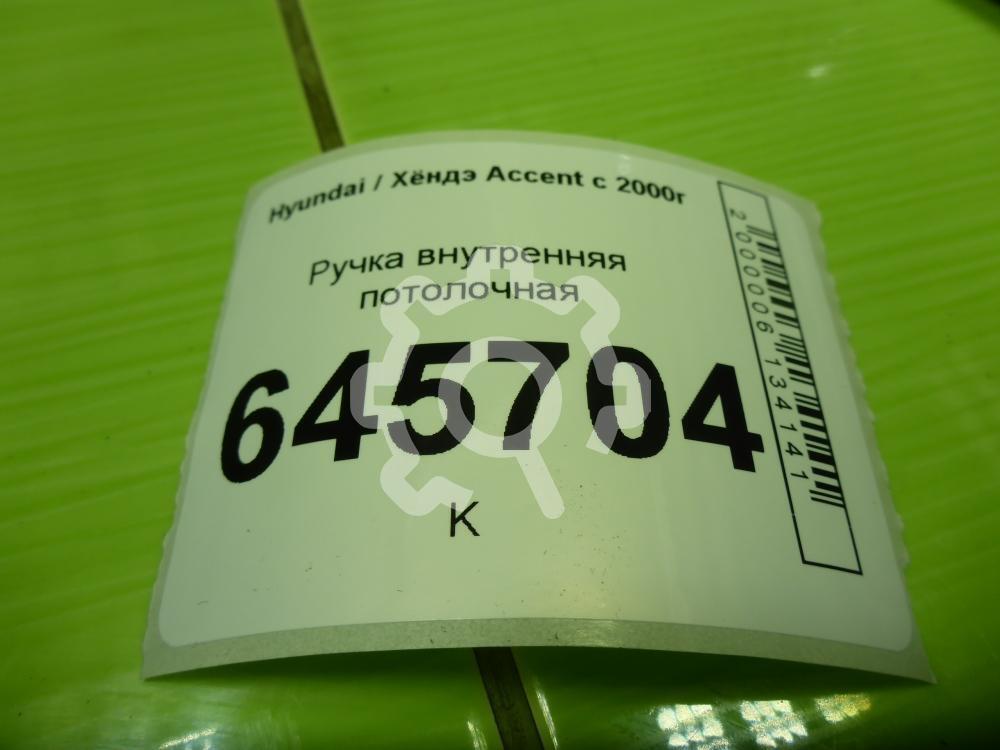 Hyundai / Хёндэ Accent с 2000г
Ручка внутренняя
потолочная
645704
К
2000006134141